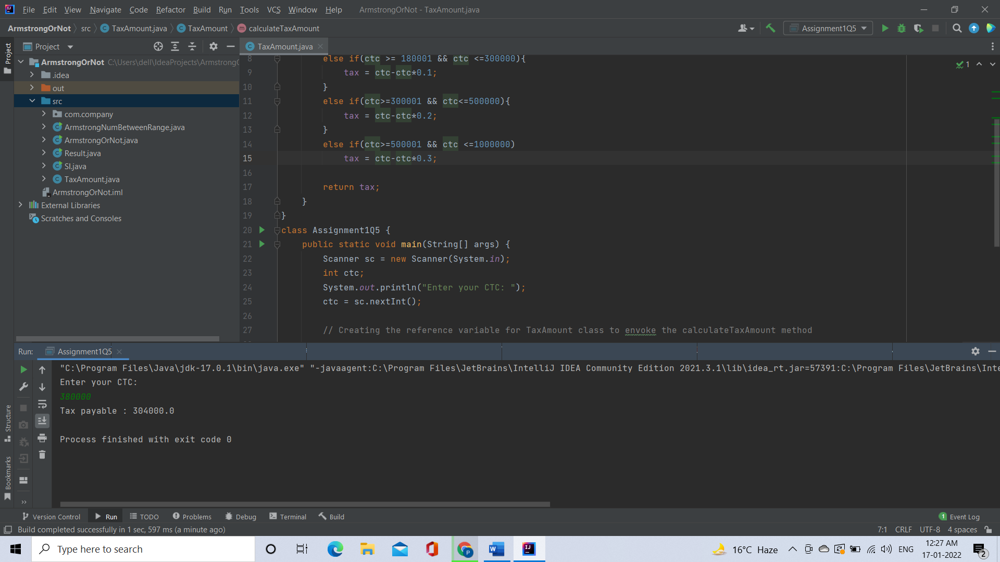 File Edit View Navigate Code Refactor Build Run Tools VCS Window Help ArmstrongOrNot - TaxAmount.java
ArmstrongOrNot src TaxAmount.java TaxAmount calculateTaxAmount Assignment1Q5
Project
Project
TaxAmount.java
ArmstrongOrNot C:\Users\dell\IdeaProjects\Armstrong
.idea
out
src
com.company
ArmstrongNumBetweenRange.java
ArmstrongOrNot.java
Result.java
SI.java
TaxAmount.java
ArmstrongOrNot.iml
External Libraries
Scratches and Consoles
1
8 else if(ctc >= 180001 && ctc <=300000){
9 tax = ctc-ctc*0.1;
10 }
11 else if(ctc>=300001 && ctc<=500000){
12 tax = ctc-ctc*0.2;
13 }
14 else if(ctc>=500001 && ctc <=1000000)
15 tax = ctc-ctc*0.3;
16
17 return tax;
18 }
19 }
20 class Assignment1Q5 {
21 public static void main(String[] args) {
22 Scanner sc = new Scanner(System.in);
23 int ctc;
24 System.out.println("Enter your CTC: ");
25 ctc = sc.nextInt();
26
27 // Creating the reference variable for TaxAmount class to envoke the calculateTaxAmount method
Run: Assignment1Q5
"C:\Program Files\Java\jdk-17.0.1\bin\java.exe" "-javaagent:C:\Program Files\JetBrains\IntelliJ IDEA Community Edition 2021.3.1\lib\idea_rt.jar=57391:C:\Program Files\JetBrains\Inte
Enter your CTC:
380000
Tax payable : 304000.0
Process finished with exit code 0
Structure
Bookmarks
Version Control Run TODO Problems Debug Terminal Build 1 Event Log
Build completed successfully in 1 sec, 597 ms (a minute ago) 7:1 CRLF UTF-8 4 spaces
Type here to search
16°C Haze
ENG
12:27 AM
17-01-2022
2